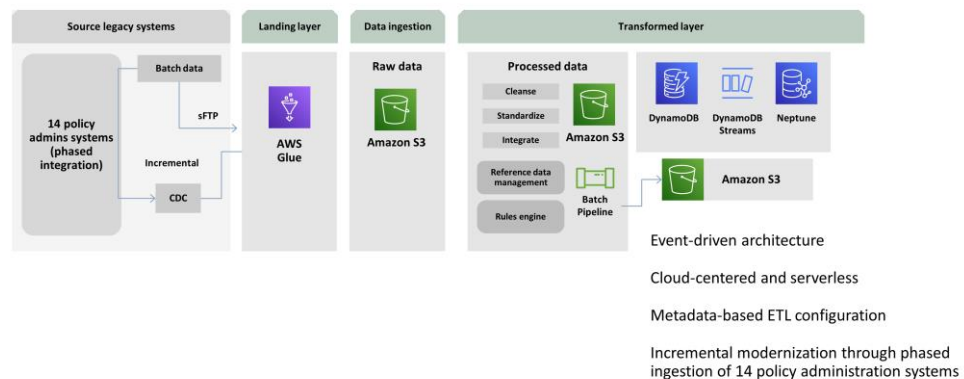 Source legacy systems
Landing layer
Data ingestion
Transformed layer
Batch data
14 policy
admins systems
(phased
integration)
sFTP
Incremental
CDC
AWS
Glue
Raw data
Amazon S3
Processed data
Cleanse
Standardize
Integrate
Amazon S3
Reference data
management
Rules engine
Batch
Pipeline
DynamoDB
DynamoDB
Streams
Neptune
Amazon S3
Event-driven architecture
Cloud-centered and serverless
Metadata-based ETL configuration
Incremental modernization through phased
ingestion of 14 policy administration systems